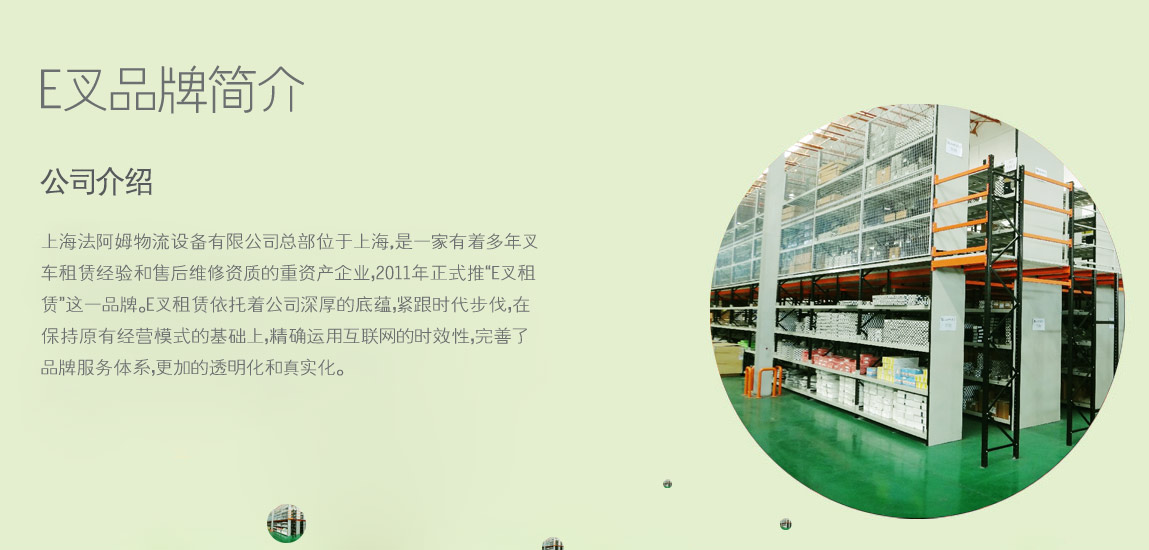 E叉品牌简介
公司介绍
上海法阿姆物流设备有限公司总部位于上海,是一家有着多年叉
车租赁经验和售后维修资质的重资产企业,2011年正式推"E叉租
赁"这一品牌。E叉租赁依托着公司深厚的底蕴,紧跟时代步伐,在
保持原有经营模式的基础上,精确运用互联网的时效性,完善了
品牌服务体系,更加的透明化和真实化。